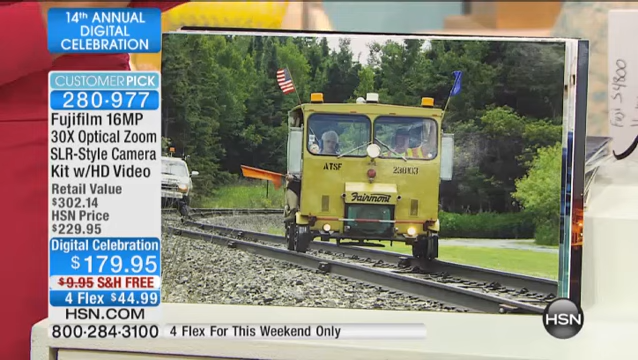 14th ANNUAL
DIGITAL
CELEBRATION
CUSTOMER PICK
280-977
Fujifilm 16MP
30X Optical Zoom
SLR-Style Camera
Kit w/HD Video
Retail Value
$302.14
HSN Price
$229.95
Digital Celebration
$179.95
$9.95 S&H FREE
4 Flex $44.99
HSN.COM
800-284-3100
4 Flex For This Weekend Only
ATSF
Fairmont
HSN